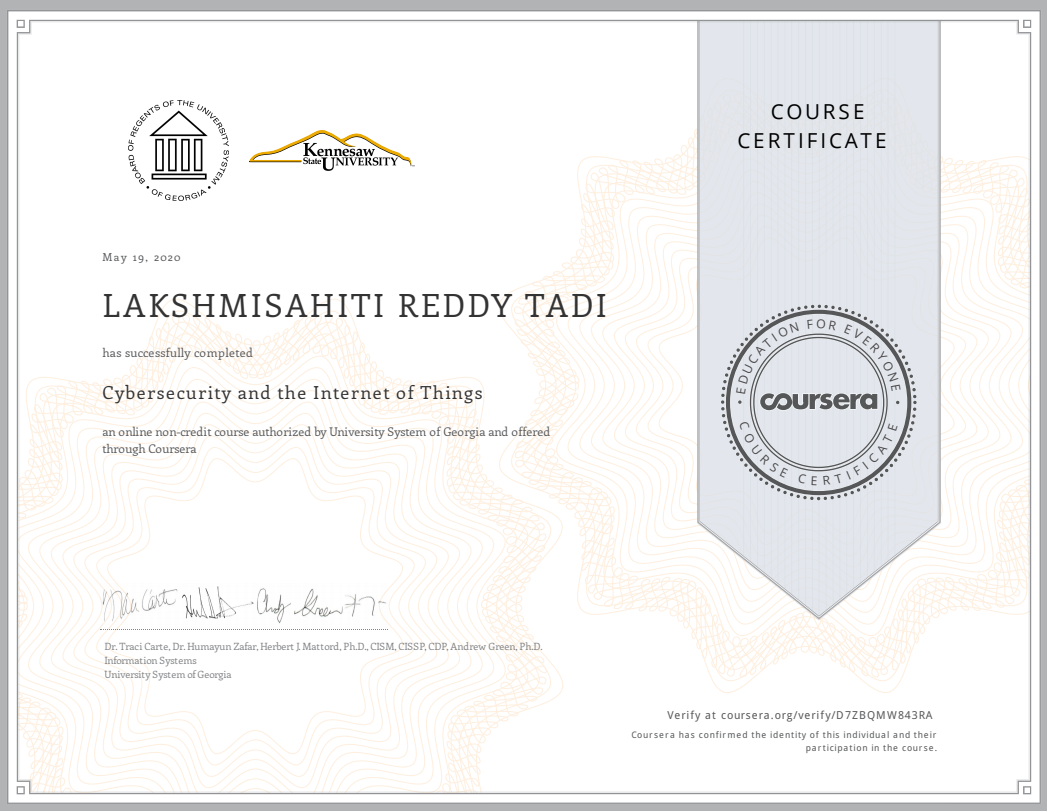 BOARD OF REGENTS OF THE UNIVERSITY SYSTEM
• OF GEORGIA •
Kennesaw
State UNIVERSITY
COURSE
CERTIFICATE
May 19, 2020
LAKSHMISAHITI REDDY TADI
has successfully completed
Cybersecurity and the Internet of Things
an online non-credit course authorized by University System of Georgia and offered
through Coursera
EDUCATION FOR EVERYONE
coursera
COURSE CERTIFICATE
Dr. Traci Carte, Dr. Humayun Zafar, Herbert J. Mattord, Ph.D., CISM, CISSP, CDP, Andrew Green, Ph.D.
Information Systems
University System of Georgia
Verify at coursera.org/verify/D7ZBQMW843RA
Coursera has confirmed the identity of this individual and their
participation in the course.